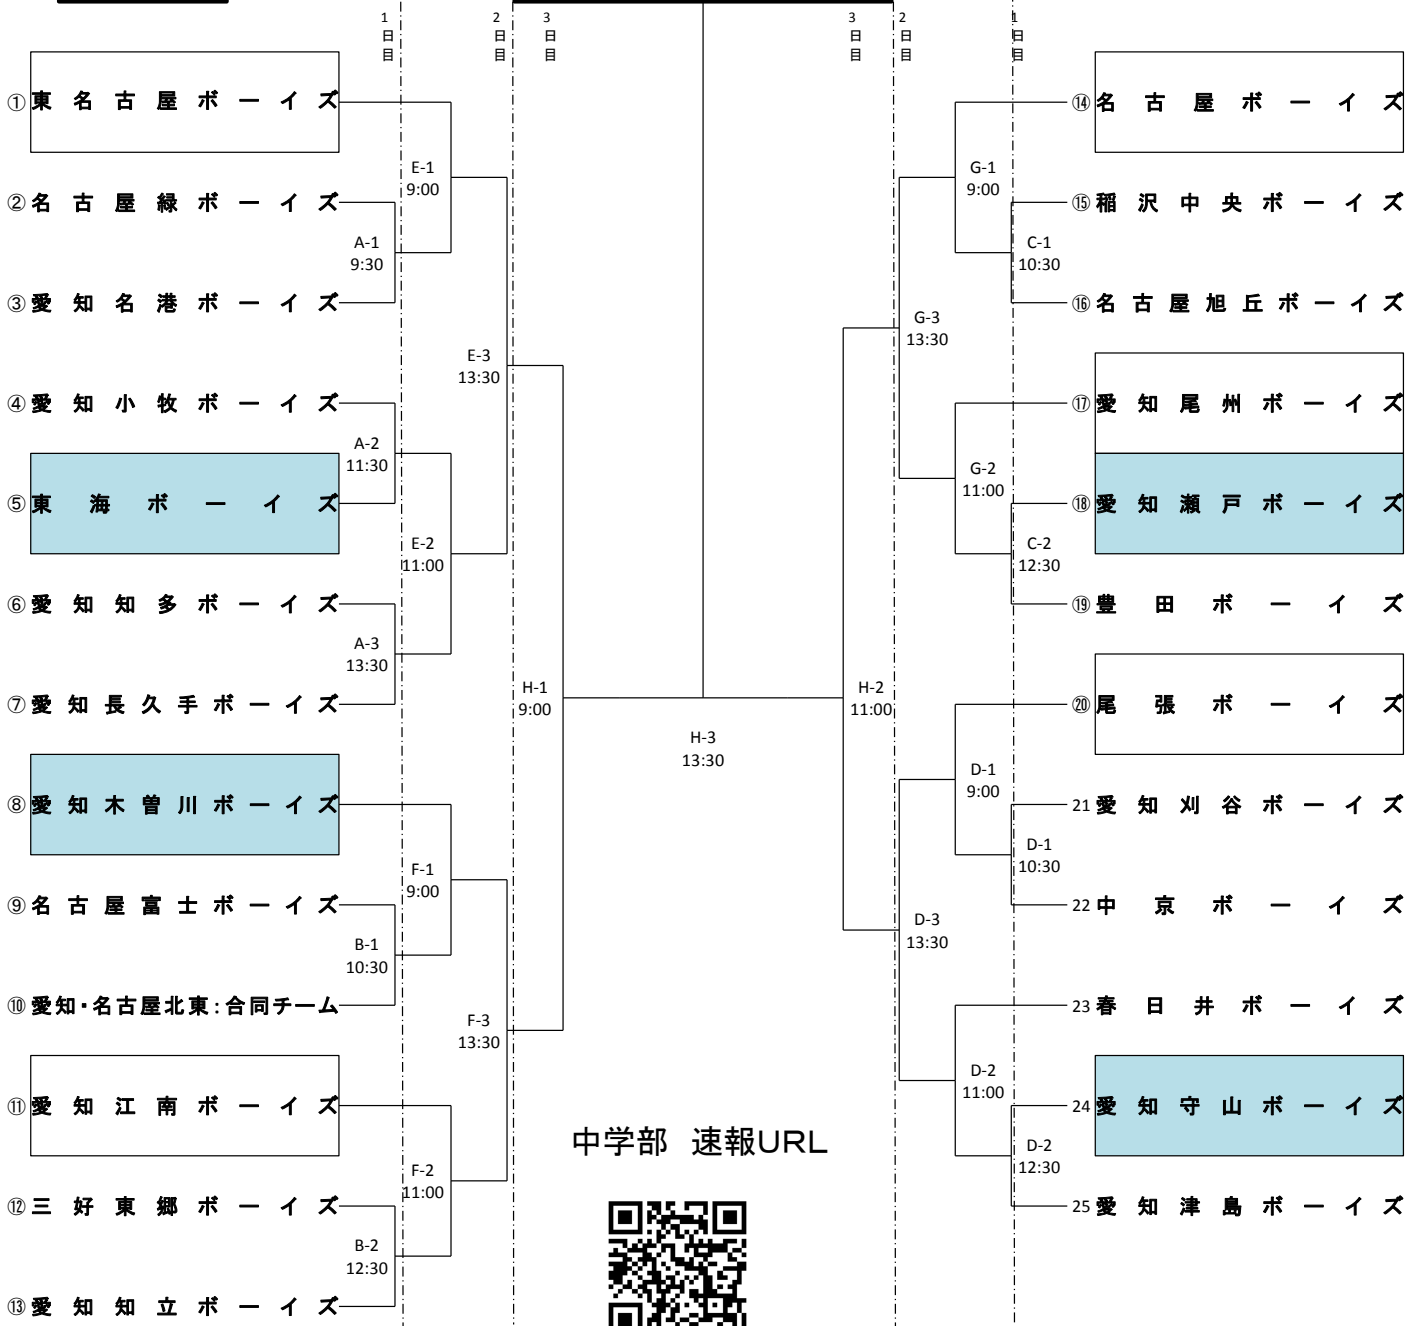 1日目
2日目
3日目
3日目
2日目
1日目
①東名古屋ボーイズ
②名古屋緑ボーイズ
③愛知名港ボーイズ
④愛知小牧ボーイズ
⑤東海ボーイズ
⑥愛知知多ボーイズ
⑦愛知長久手ボーイズ
⑧愛知木曽川ボーイズ
⑨名古屋富士ボーイズ
⑩愛知・名古屋北東:合同チーム
⑪愛知江南ボーイズ
⑫三好東郷ボーイズ
⑬愛知知立ボーイズ
A-1
9:30
A-2
11:30
A-3
13:30
B-1
10:30
B-2
12:30
E-1
9:00
E-2
11:00
F-1
9:00
F-2
11:00
E-3
13:30
F-3
13:30
H-1
9:00
H-3
13:30
H-2
11:00
G-3
13:30
D-3
13:30
G-1
9:00
G-2
11:00
D-1
9:00
D-2
11:00
C-1
10:30
C-2
12:30
D-1
10:30
D-2
12:30
⑭名古屋ボーイズ
⑮稲沢中央ボーイズ
⑯名古屋旭丘ボーイズ
⑰愛知尾州ボーイズ
⑱愛知瀬戸ボーイズ
⑲豊田ボーイズ
⑳尾張ボーイズ
21愛知刈谷ボーイズ
22中京ボーイズ
23春日井ボーイズ
24愛知守山ボーイズ
25愛知津島ボーイズ
中学部 速報URL